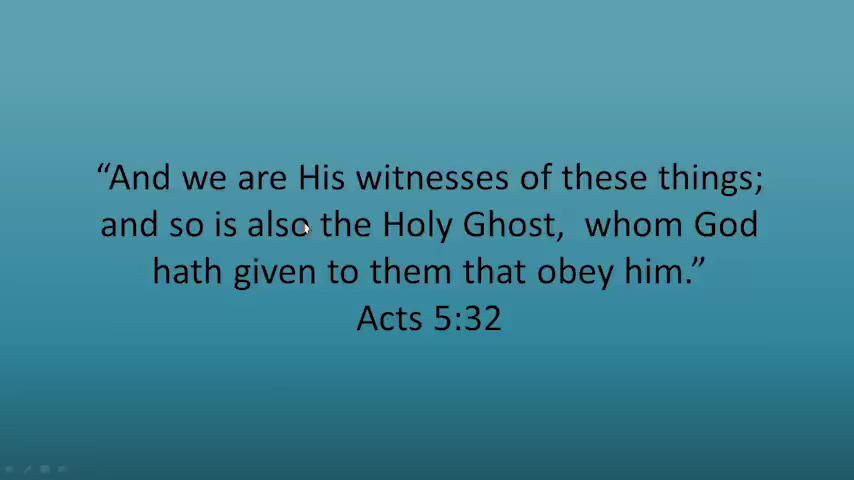 “And we are His witnesses of these things;
and so is also the Holy Ghost,  whom God
hath given to them that obey him.”
Acts 5:32